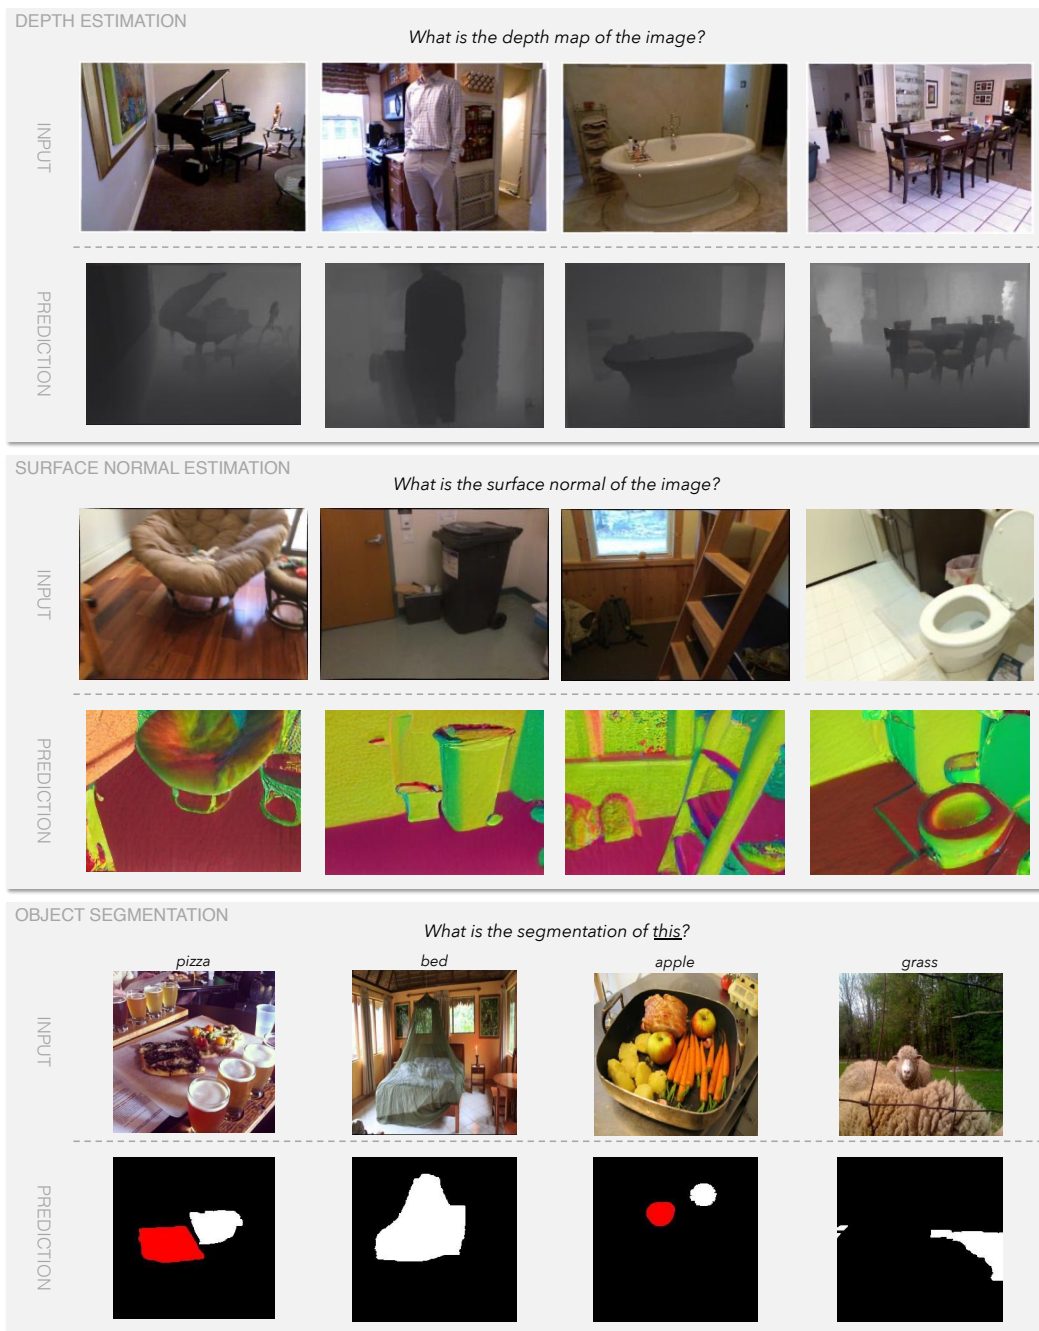 DEPTH ESTIMATION
What is the depth map of the image?
INPUT
PREDICTION
SURFACE NORMAL ESTIMATION
What is the surface normal of the image?
INPUT
PREDICTION
OBJECT SEGMENTATION
What is the segmentation of this?
pizza
bed
apple
grass
INPUT
PREDICTION